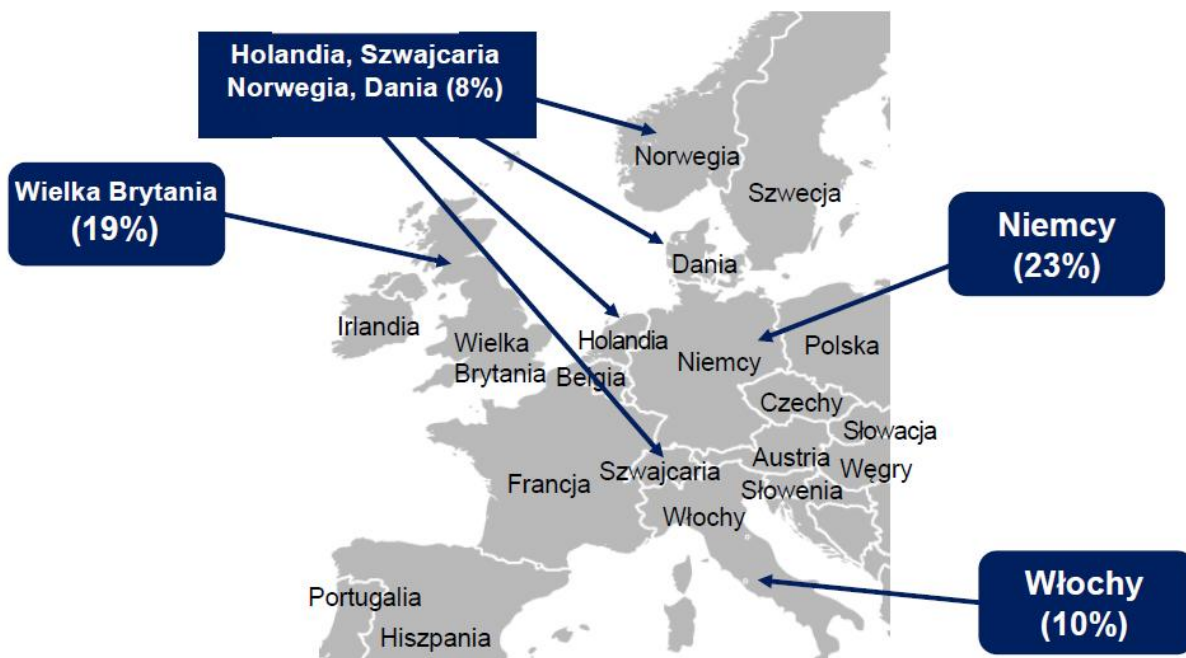 Holandia, Szwajcaria
Norwegia, Dania (8%)
Wielka Brytania
(19%)
Niemcy
(23%)
Włochy
(10%)
Norwegia
Szwecja
Dania
Irlandia
Wielka
Brytania
Holandia
Belgia
Niemcy
Polska
Czechy
Słowacja
Austria
Węgry
Francja
Szwajcaria
Słowenia
Włochy
Portugalia
Hiszpania